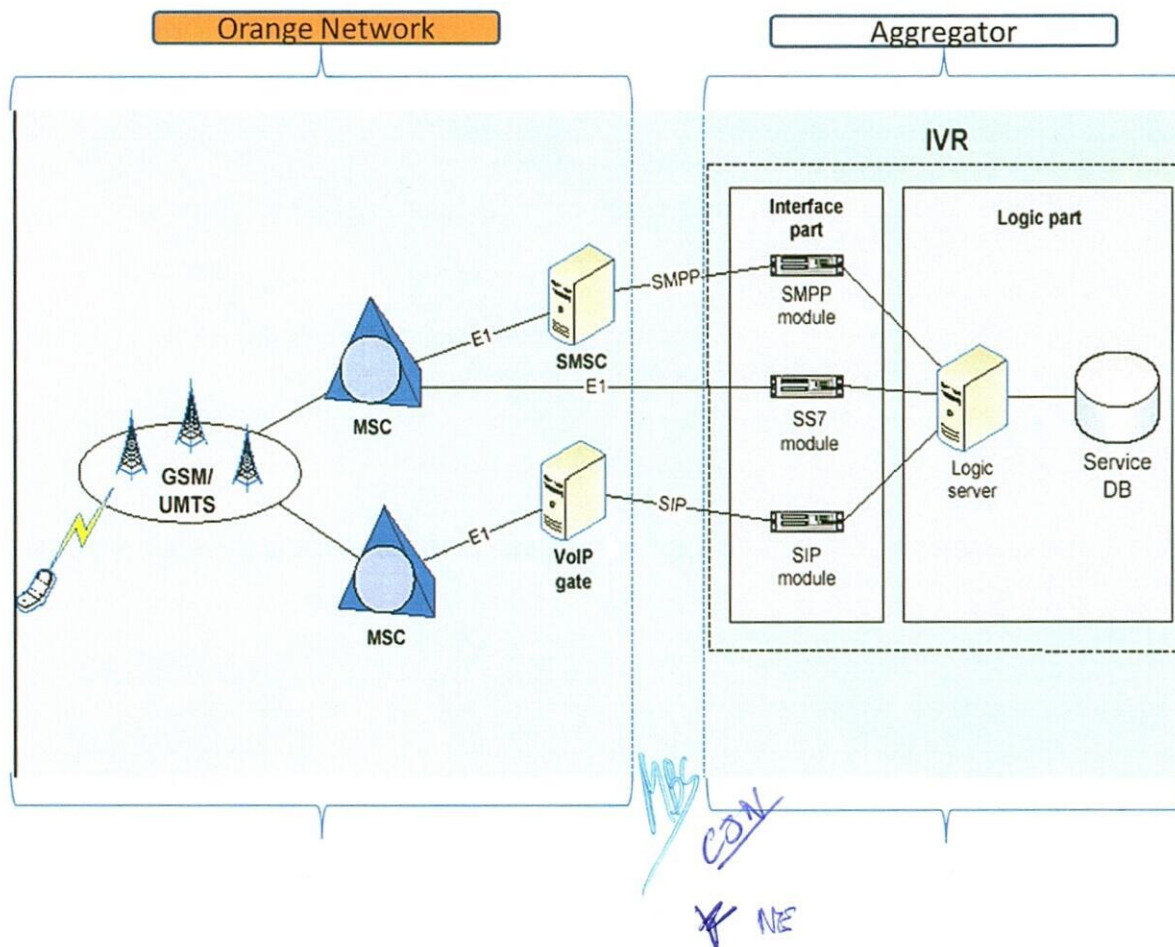 Orange Network
Aggregator
IVR
Interface
part
Logic part
SMPP
module
SMPP
E1
SMSC
E1
MSC
SS7
module
Logic
server
Service
DB
GSM/
UMTS
E1
VoIP
gate
SIP
SIP
module
MSC
MBC
CON
NE